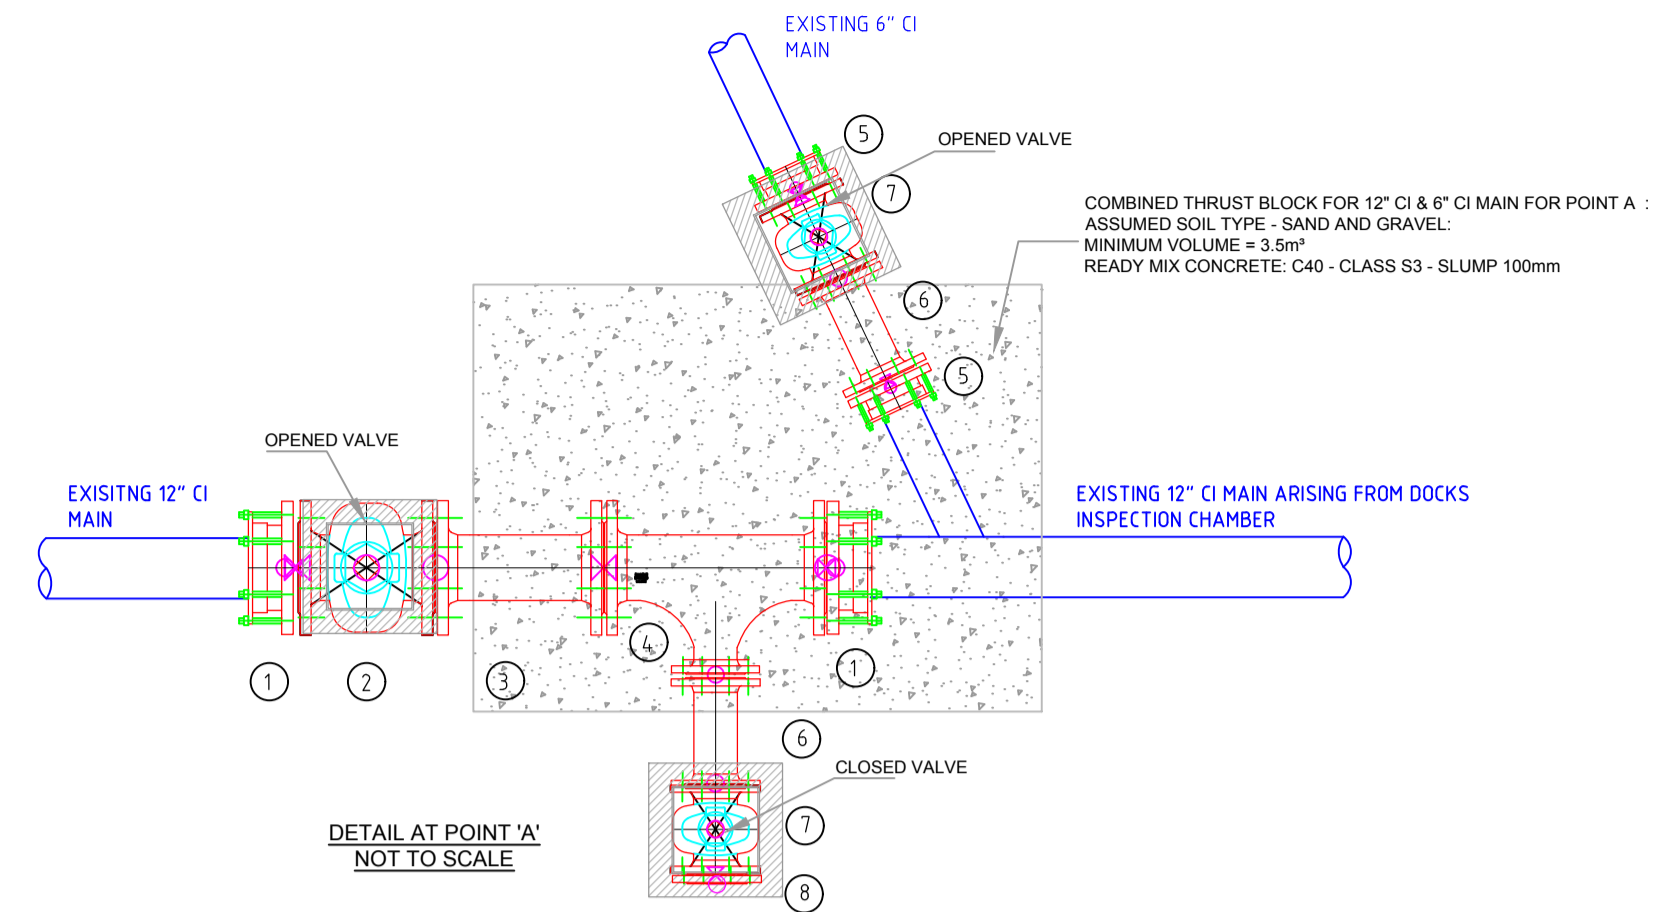 EXISTING 6" CI
MAIN
5
OPENED VALVE
7
COMBINED THRUST BLOCK FOR 12" CI & 6" CI MAIN FOR POINT A :
ASSUMED SOIL TYPE - SAND AND GRAVEL:
MINIMUM VOLUME = 3.5m³
READY MIX CONCRETE: C40 - CLASS S3 - SLUMP 100mm
6
5
OPENED VALVE
EXISITNG 12" CI
MAIN
EXISTING 12" CI MAIN ARISING FROM DOCKS
INSPECTION CHAMBER
4
1
2
3
1
6
CLOSED VALVE
7
DETAIL AT POINT 'A'
NOT TO SCALE
8